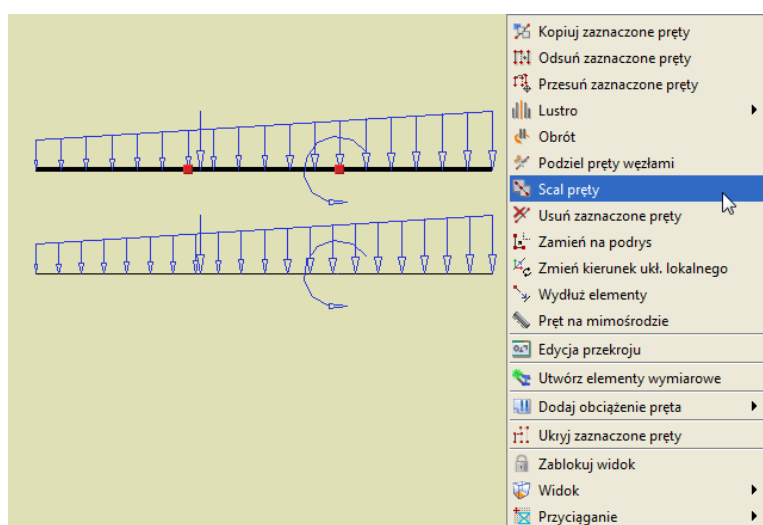 Kopiuj zaznaczone pręty
Odsuń zaznaczone pręty
Przesuń zaznaczone pręty
Lustro
Obrót
Podziel pręty węzłami
Scal pręty
Usuń zaznaczone pręty
Zamień na podrys
Zmień kierunek ukł. lokalnego
Wydłuż elementy
Pręt na mimośrodzie
Edycja przekroju
Utwórz elementy wymiarowe
Dodaj obciążenie pręta
Ukryj zaznaczone pręty
Zablokuj widok
Widok
Przyciąganie